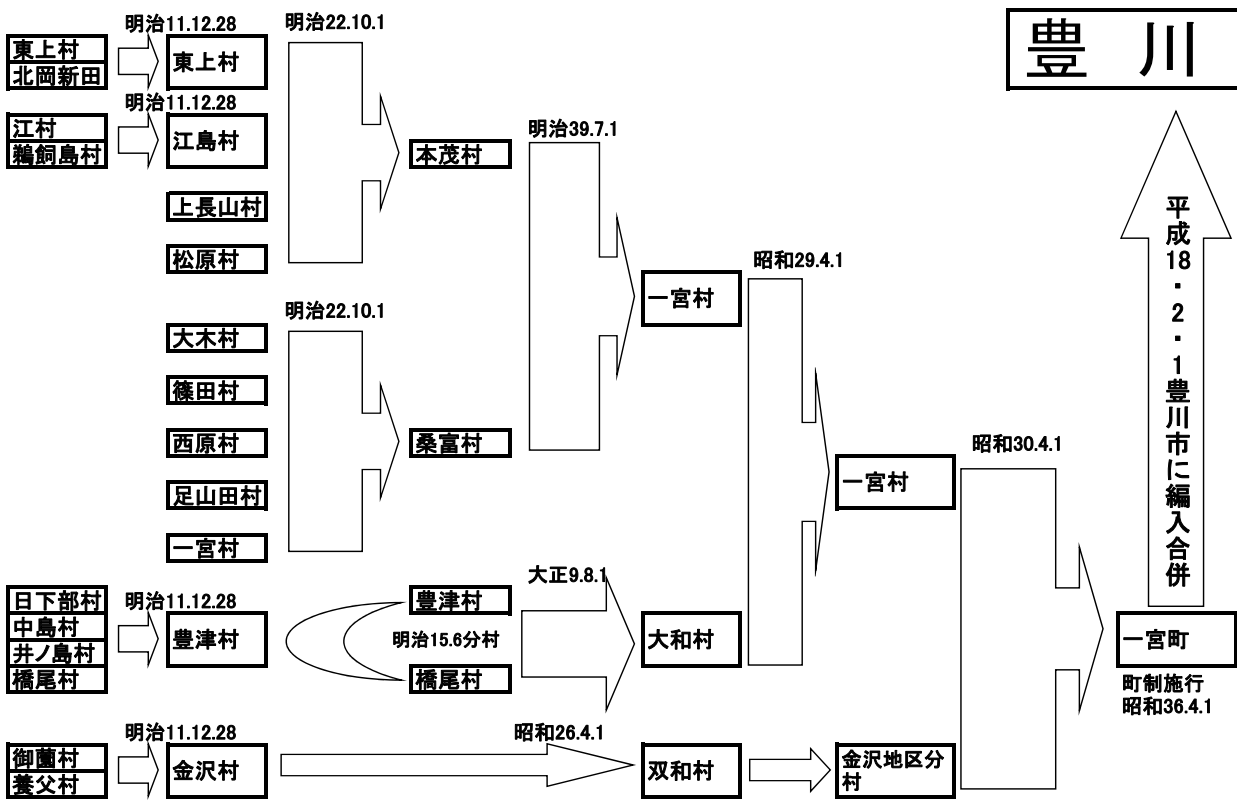 明治11.12.28
明治22.10.1
豊 川
東上村
北岡新田
東上村
明治11.12.28
江村
鵜飼島村
江島村
明治39.7.1
本茂村
上長山村
松原村
平成18・2・1豊川市に編入合併
昭和29.4.1
一宮村
明治22.10.1
大木村
篠田村
西原村
桑富村
昭和30.4.1
一宮村
足山田村
一宮村
大正9.8.1
日下部村
中島村
井ノ島村
橋尾村
明治11.12.28
豊津村
豊津村
明治15.6分村
橋尾村
大和村
一宮町
町制施行
昭和36.4.1
明治11.12.28
昭和26.4.1
御薗村
養父村
金沢村
双和村
金沢地区分
村